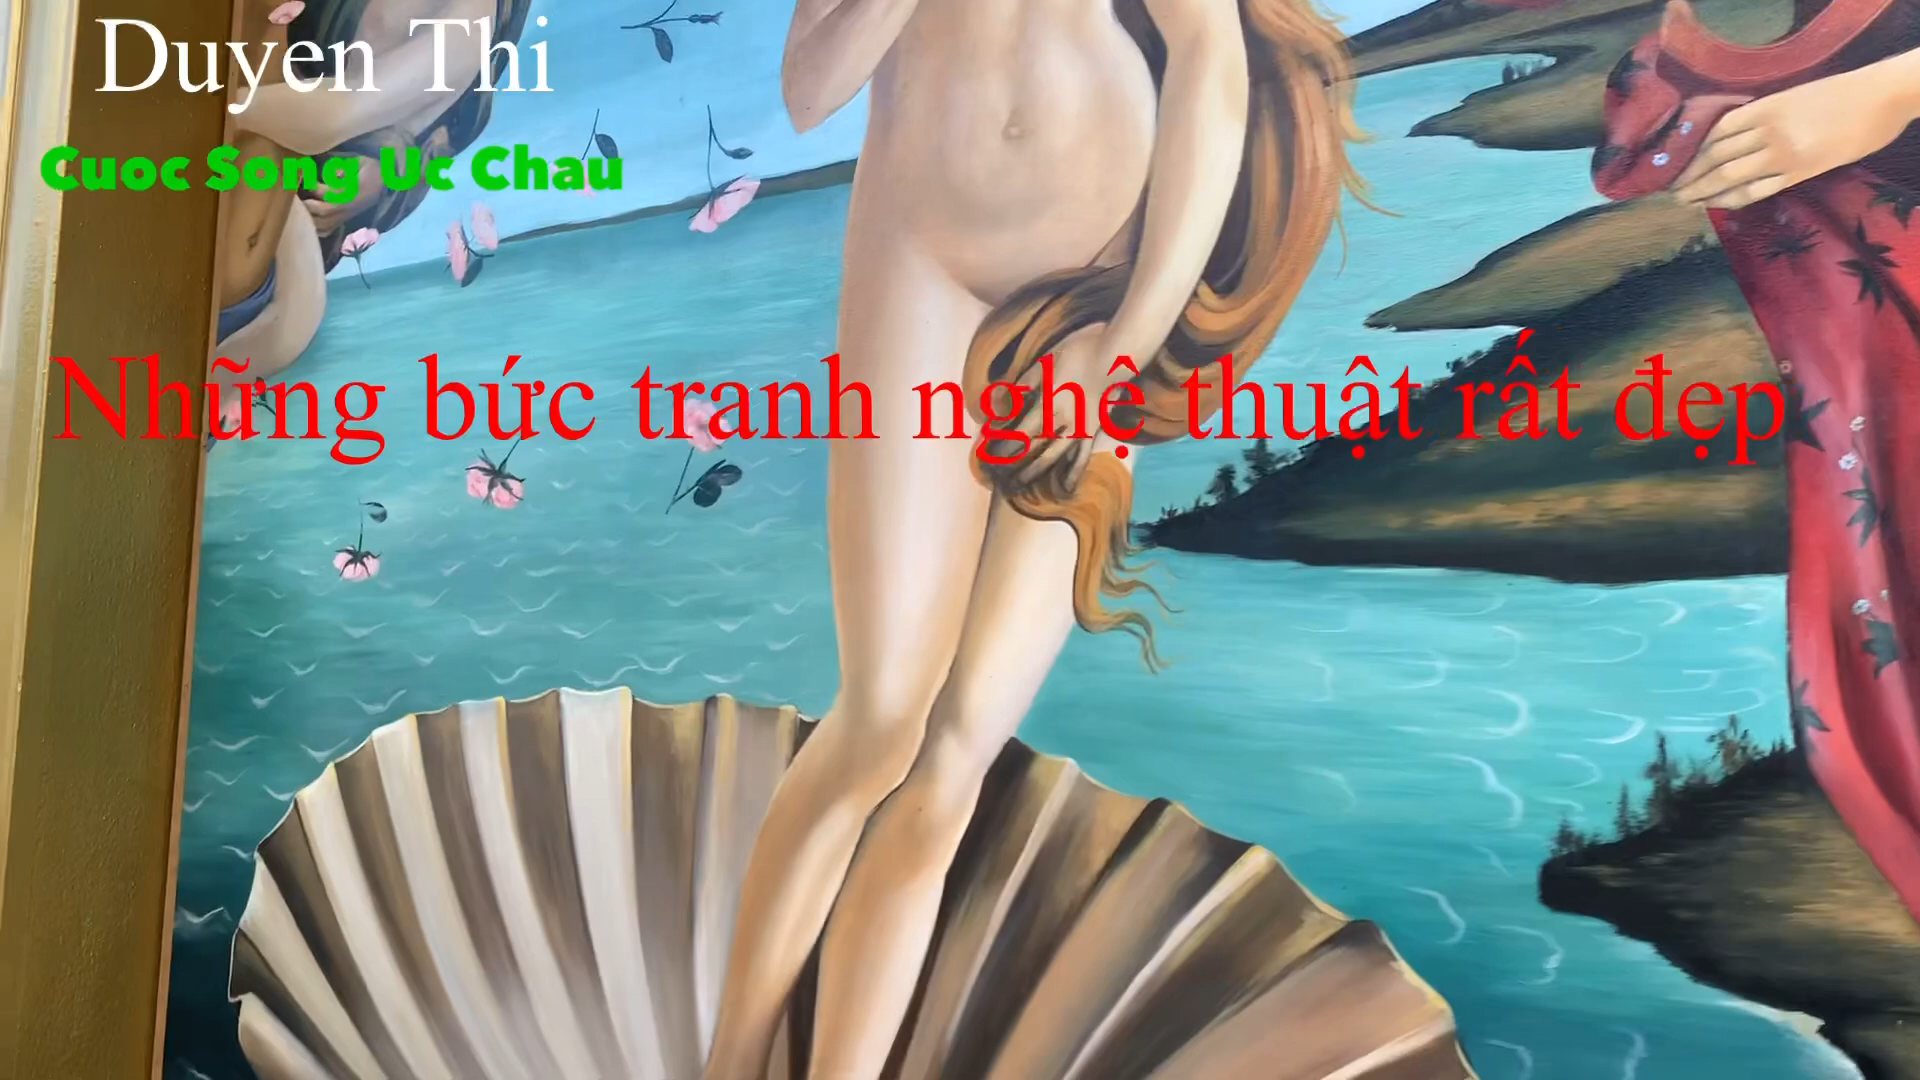 Duyen Thi
Cuoc Song Uc Chau
Những bức tranh nghệ thuật rất đẹp